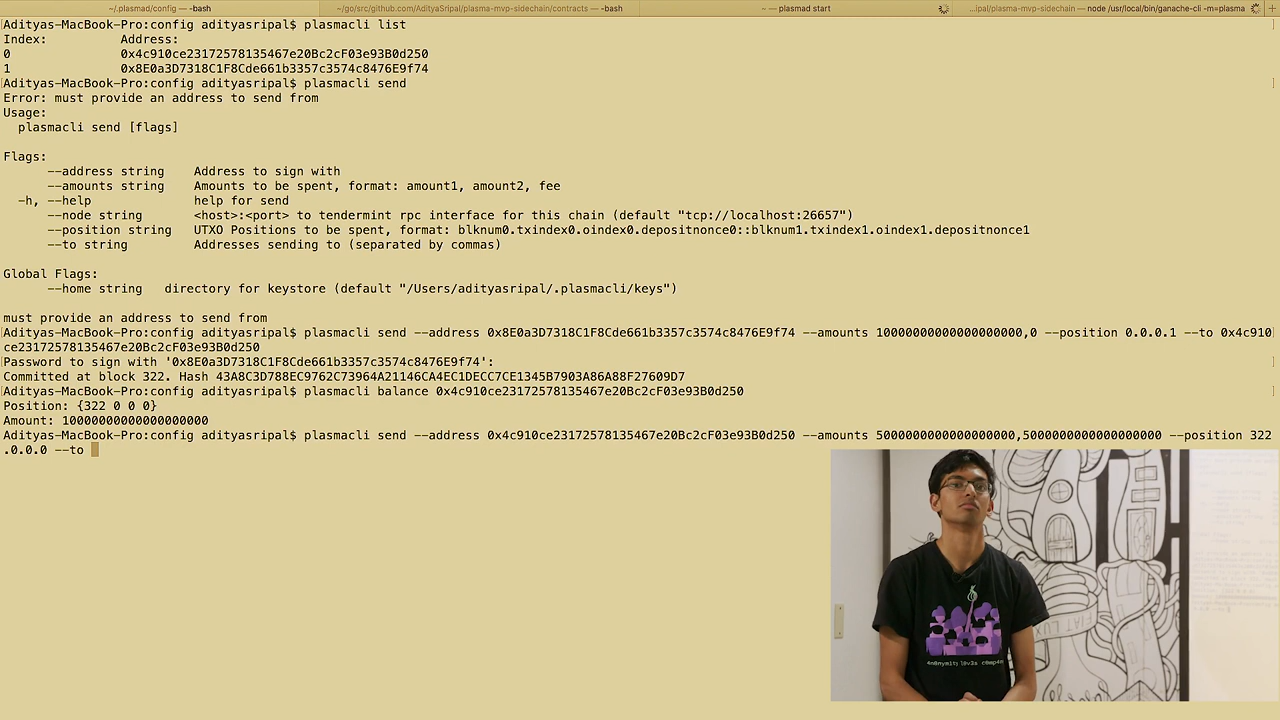 ~/.plasmad/config — -bash
~/go/src/github.com/AdityaSripal/plasma-mvp-sidechain/contracts — -bash
~ — plasmad start
...ipal/plasma-mvp-sidechain — node /usr/local/bin/ganache-cli -m=plasma
Adityas-MacBook-Pro:config adityasripal$ plasmacli list
Index: Address:
0 0x4c910ce23172578135467e20Bc2cF03e93B0d250
1 0x8E0a3D7318C1F8Cde661b3357c3574c8476E9f74
Adityas-MacBook-Pro:config adityasripal$ plasmacli send
Error: must provide an address to send from
Usage:
plasmacli send [flags]
Flags:
--address string Address to sign with
--amounts string Amounts to be spent, format: amount1, amount2, fee
-h, --help help for send
--node string <host>:<port> to tendermint rpc interface for this chain (default "tcp://localhost:26657")
--position string UTXO Positions to be spent, format: blknum0.txindex0.oindex0.depositnonce0::blknum1.txindex1.oindex1.depositnonce1
--to string Addresses sending to (separated by commas)
Global Flags:
--home string directory for keystore (default "/Users/adityasripal/.plasmacli/keys")
must provide an address to send from
Adityas-MacBook-Pro:config adityasripal$ plasmacli send --address 0x8E0a3D7318C1F8Cde661b3357c3574c8476E9f74 --amounts 10000000000000000000,0 --position 0.0.0.1 --to 0x4c910
ce23172578135467e20Bc2cF03e93B0d250
Password to sign with '0x8E0a3D7318C1F8Cde661b3357c3574c8476E9f74':
Committed at block 322. Hash 43A8C3D788EC9762C73964A21146CA4EC1DECC7CE1345B7903A86A88F27609D7
Adityas-MacBook-Pro:config adityasripal$ plasmacli balance 0x4c910ce23172578135467e20Bc2cF03e93B0d250
Position: {322 0 0 0}
Amount: 10000000000000000000
Adityas-MacBook-Pro:config adityasripal$ plasmacli send --address 0x4c910ce23172578135467e20Bc2cF03e93B0d250 --amounts 5000000000000000000,5000000000000000000 --position 322
.0.0.0 --to
FIAT LUX
4n0nymity l0v3s c0mp4ny